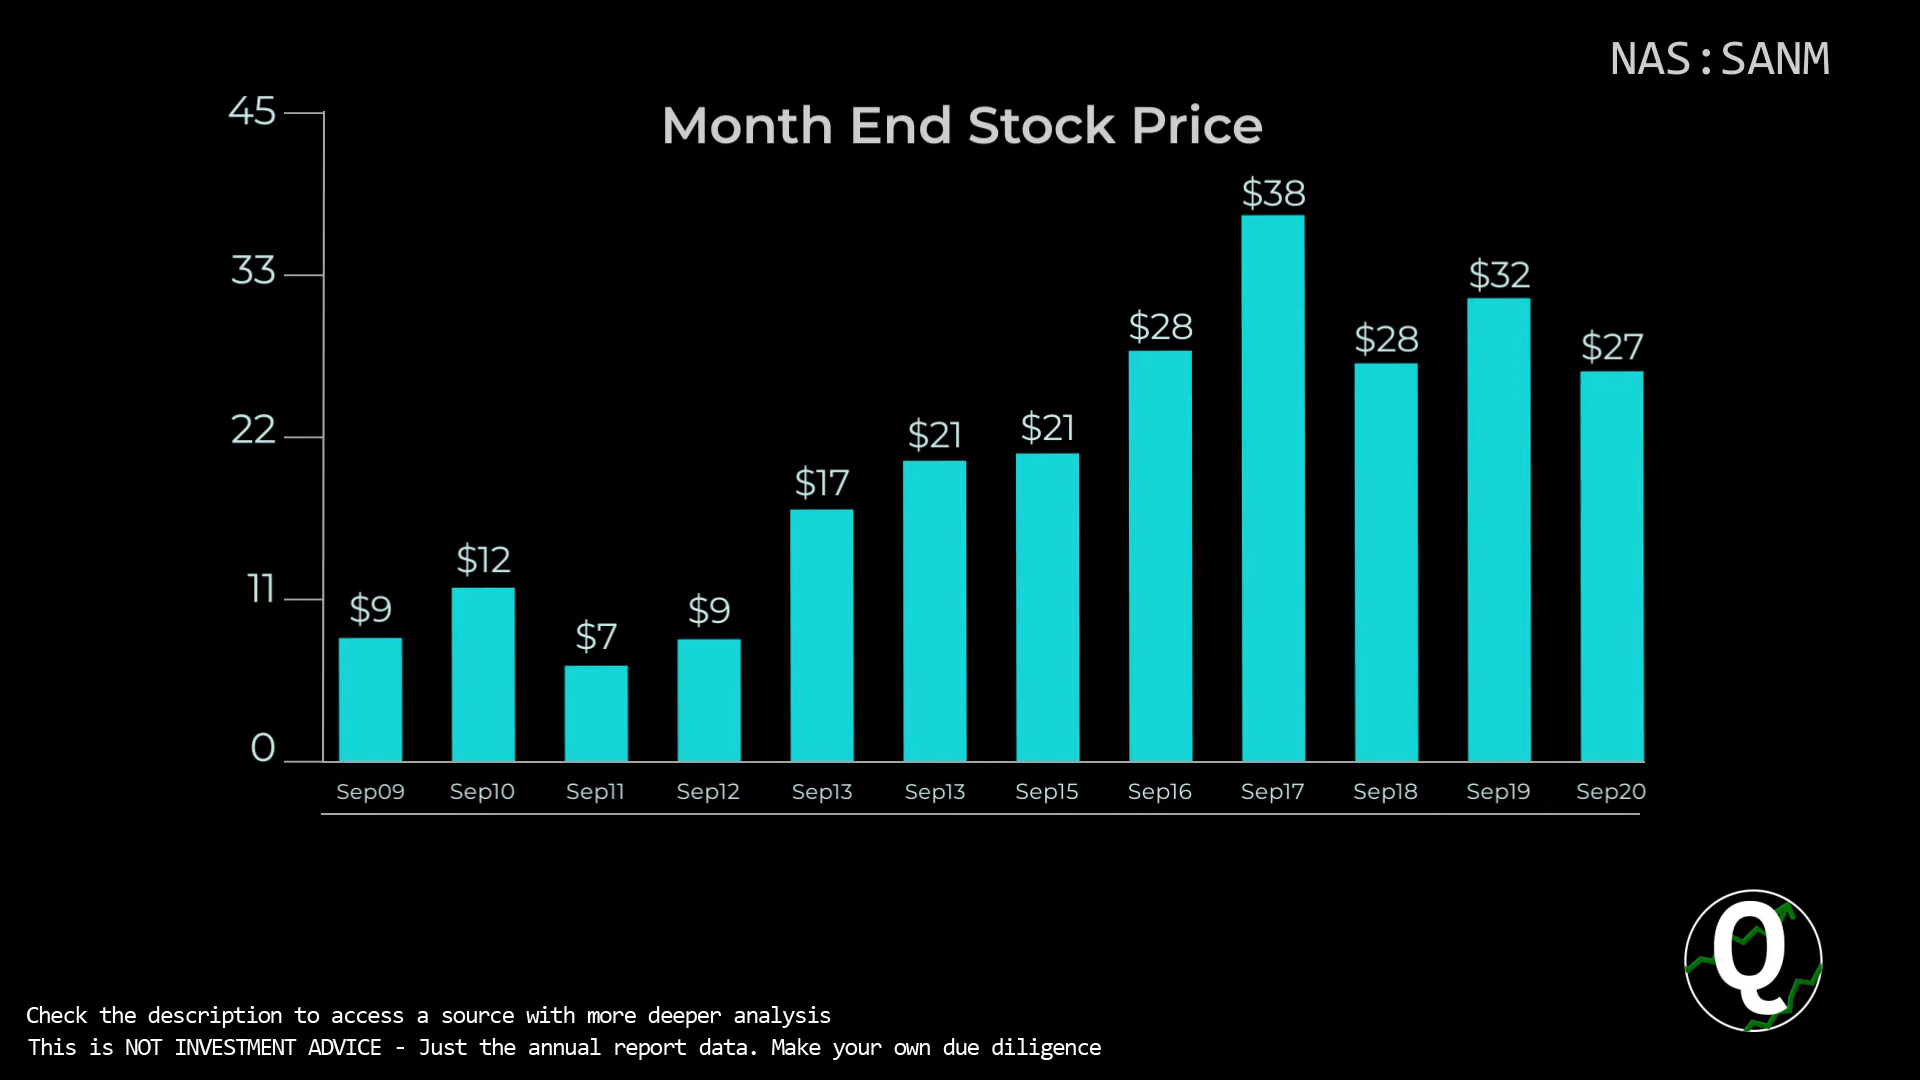 NAS:SANM
Month End Stock Price
45
33
22
11
0
$9
$12
$7
$9
$17
$21
$21
$28
$38
$28
$32
$27
Sep09 Sep10 Sep11 Sep12 Sep13 Sep13 Sep15 Sep16 Sep17 Sep18 Sep19 Sep20
Q
Check the description to access a source with more deeper analysis
This is NOT INVESTMENT ADVICE - Just the annual report data. Make your own due diligence